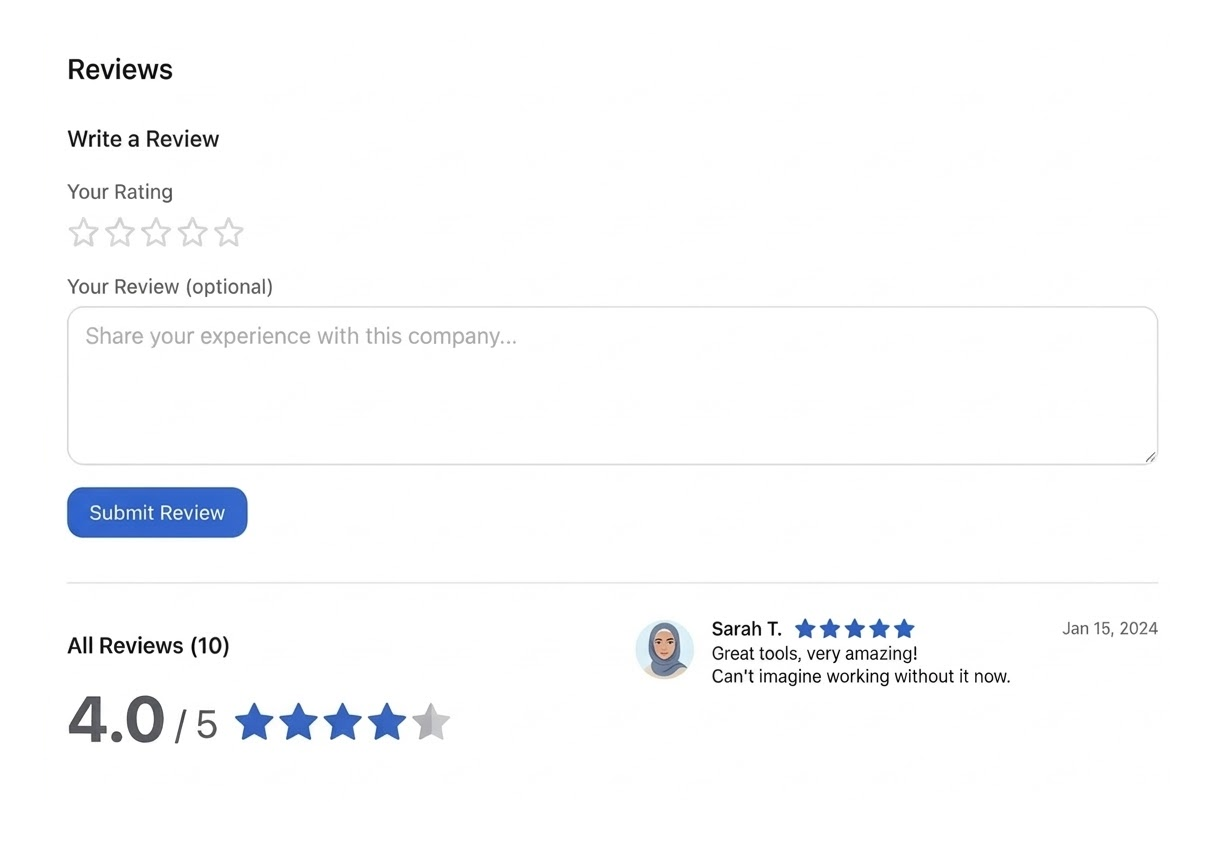 Reviews
Write a Review
Your Rating
Your Review (optional)
Share your experience with this company...
Submit Review
All Reviews (10)
4.0 / 5
Sarah T.
Jan 15, 2024
Great tools, very amazing!
Can't imagine working without it now.